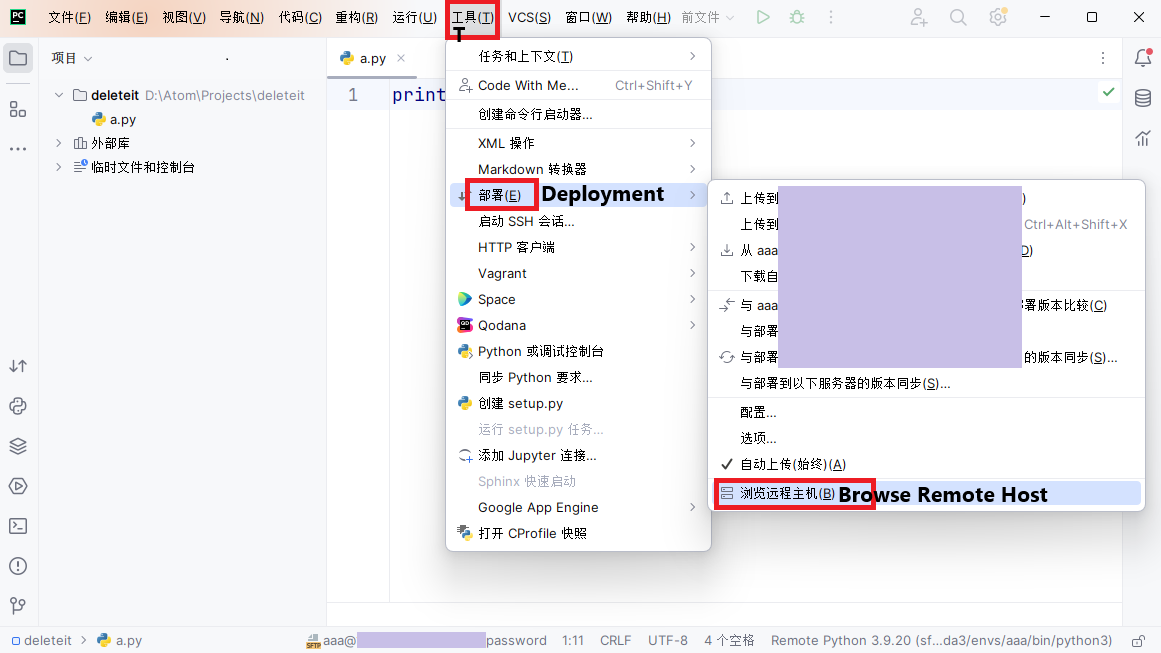 文件(F) 编辑(E) 视图(V) 导航(N) 代码(C) 重构(R) 运行(U) 工具(T) VCS(S) 窗口(W) 帮助(H) 前文件
T
项目
a.py
deleteit D:\Atom\Projects\deleteit
a.py
外部库
临时文件和控制台
1 print
任务和上下文(T)
Code With Me... Ctrl+Shift+Y
创建命令行启动器...
XML 操作
Markdown 转换器
部署(E) Deployment
启动 SSH 会话...
HTTP 客户端
Vagrant
Space
Qodana
Python 或调试控制台
同步 Python 要求...
创建 setup.py
运行 setup.py 任务...
添加 Jupyter 连接...
Sphinx 快速启动
Google App Engine
打开 CProfile 快照
上传到 )
上传到 Ctrl+Alt+Shift+X
从 aaa D)
下载自
与 aaa 署版本比较(C)
与部署
与部署 的版本同步(S)...
与部署到以下服务器的版本同步(S)...
配置...
选项...
自动上传(始终)(A)
浏览远程主机(B) Browse Remote Host
deleteit a.py SFTP aaa@ password 1:11 CRLF UTF-8 4 个空格 Remote Python 3.9.20 (sf...da3/envs/aaa/bin/python3)